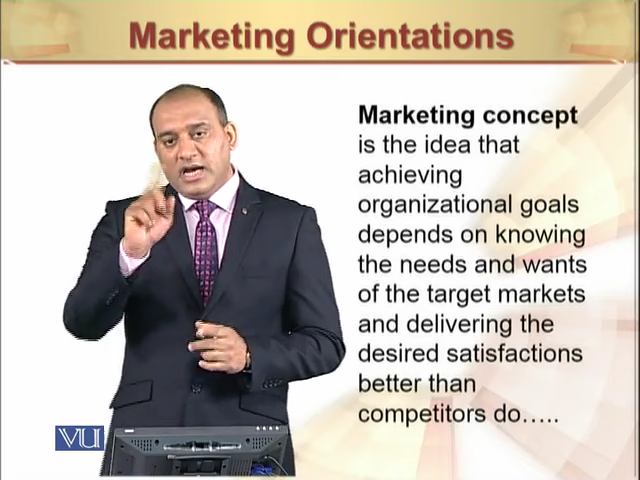 Marketing Orientations
Marketing concept
is the idea that
achieving
organizational goals
depends on knowing
the needs and wants
of the target markets
and delivering the
desired satisfactions
better than
competitors do…..
VU